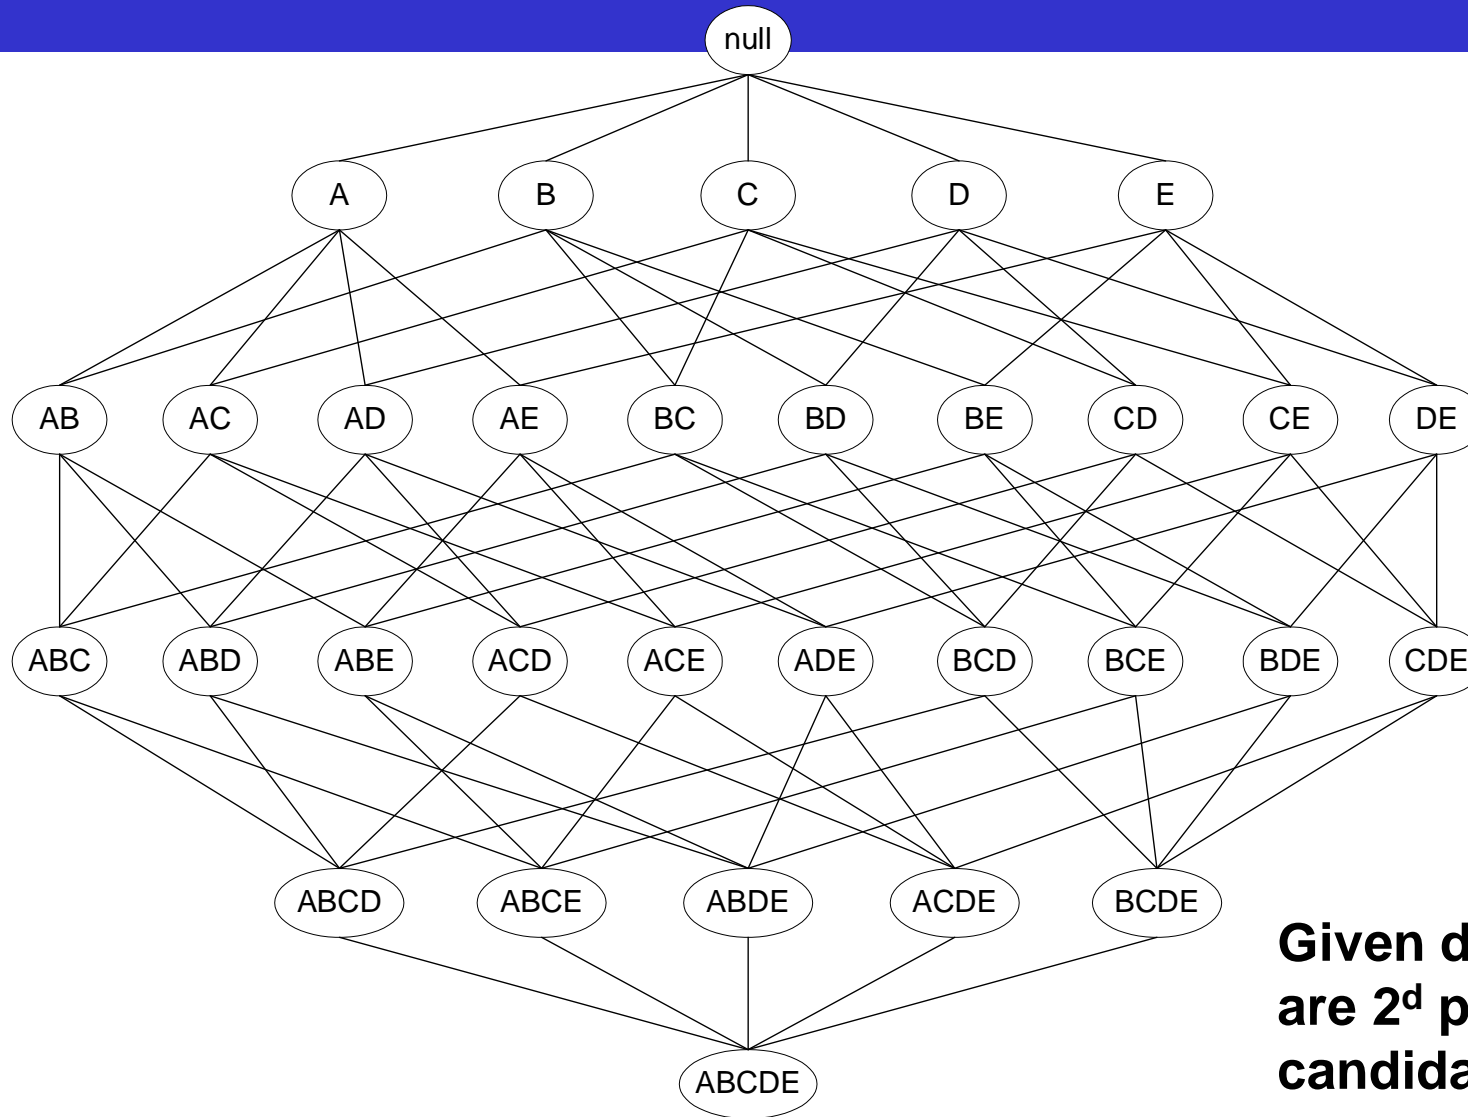 null
A B C D E
AB AC AD AE BC BD BE CD CE DE
ABC ABD ABE ACD ACE ADE BCD BCE BDE CDE
ABCD ABCE ABDE ACDE BCDE
Given
are 2ᵈ
ABCDE